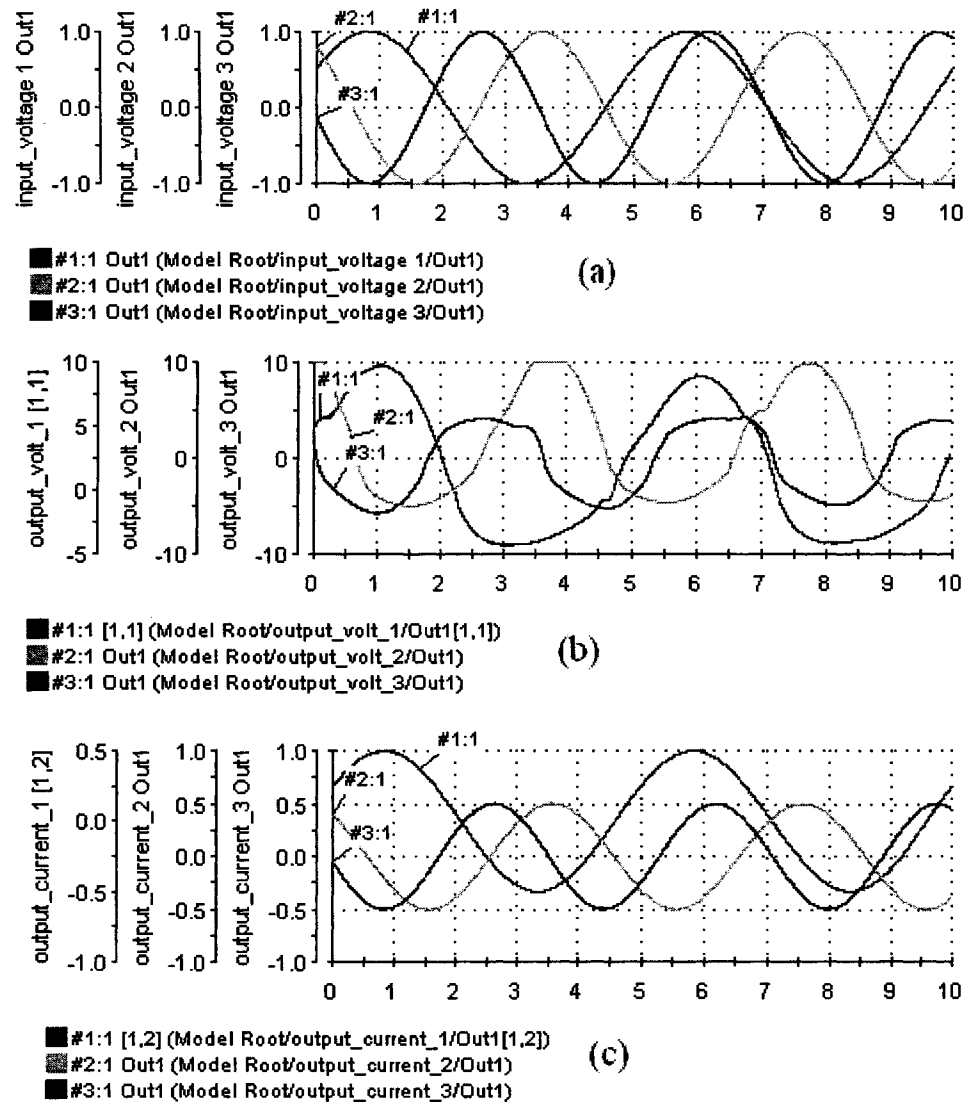 input_voltage 1 Out1
input_voltage 2 Out1
input_voltage 3 Out1
1.0
0.0
-1.0
1.0
0.0
-1.0
1.0
0.0
-1.0
#2:1
#1:1
#3:1
0 1 2 3 4 5 6 7 8 9 10
#1:1 Out1 (Model Root/input_voltage 1/Out1)
#2:1 Out1 (Model Root/input_voltage 2/Out1)
#3:1 Out1 (Model Root/input_voltage 3/Out1)
(a)
output_volt_1 [1,1]
output_volt_2 Out1
output_volt_3 Out1
10
5
0
-5
10
0
-10
10
0
-10
#1:1
#2:1
#3:1
0 1 2 3 4 5 6 7 8 9 10
#1:1 [1,1] (Model Root/output_volt_1/Out1[1,1])
#2:1 Out1 (Model Root/output_volt_2/Out1)
#3:1 Out1 (Model Root/output_volt_3/Out1)
(b)
output_current_1 [1,2]
output_current_2 Out1
output_current_3 Out1
0.5
0.0
-0.5
-1.0
1.0
0.5
0.0
-0.5
-1.0
1.0
0.5
0.0
-0.5
-1.0
#1:1
#2:1
#3:1
0 1 2 3 4 5 6 7 8 9 10
#1:1 [1,2] (Model Root/output_current_1/Out1[1,2])
#2:1 Out1 (Model Root/output_current_2/Out1)
#3:1 Out1 (Model Root/output_current_3/Out1)
(c)